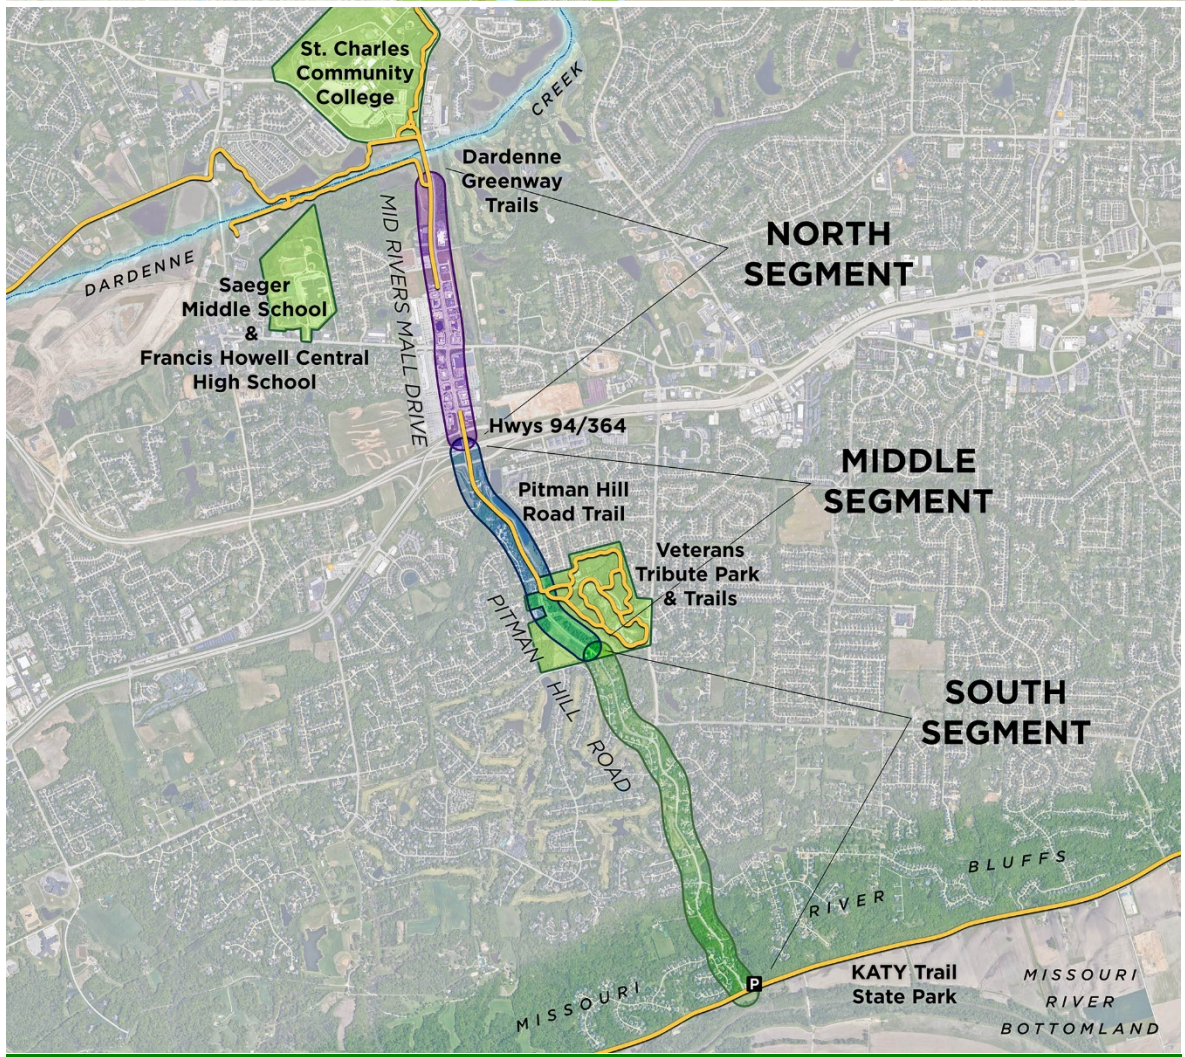 St. Charles
Community
College
CREEK
Dardenne
Greenway
Trails
NORTH
SEGMENT
DARDENNE
MID RIVERS MALL DRIVE
Saeger
Middle School
&
Francis Howell Central
High School
Hwys 94/364
MIDDLE
SEGMENT
Pitman Hill
Road Trail
Veterans
Tribute Park
& Trails
PITMAN HILL ROAD
SOUTH
SEGMENT
MISSOURI RIVER BLUFFS
P
KATY Trail
State Park
MISSOURI
RIVER
BOTTOMLAND